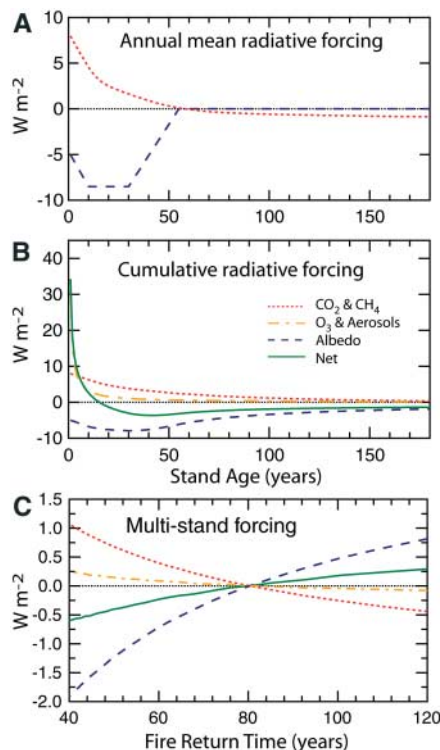 A
Annual mean radiative forcing
W m⁻²
10
5
0
-5
-10
0
50
100
150
B
Cumulative radiative forcing
W m⁻²
40
30
20
10
0
-10
CO₂ & CH₄
O₃ & Aerosols
Albedo
Net
0
50
100
150
Stand Age (years)
C
Multi-stand forcing
W m⁻²
1.5
1.0
0.5
0.0
-0.5
-1.0
-1.5
-2.0
40
60
80
100
120
Fire Return Time (years)